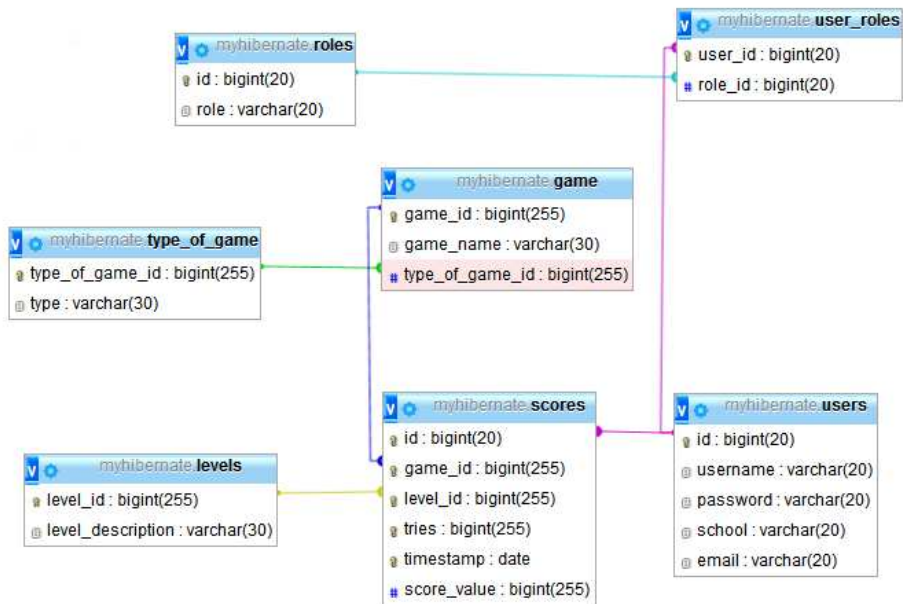 myhibernate.roles
id : bigint(20)
role : varchar(20)
myhibernate.user_roles
user_id : bigint(20)
role_id : bigint(20)
myhibernate.game
game_id : bigint(255)
game_name : varchar(30)
type_of_game_id : bigint(255)
myhibernate.type_of_game
type_of_game_id : bigint(255)
type : varchar(30)
myhibernate.scores
id : bigint(20)
game_id : bigint(255)
level_id : bigint(255)
tries : bigint(255)
timestamp : date
score_value : bigint(255)
myhibernate.levels
level_id : bigint(255)
level_description : varchar(30)
myhibernate.users
id : bigint(20)
username : varchar(20)
password : varchar(20)
school : varchar(20)
email : varchar(20)